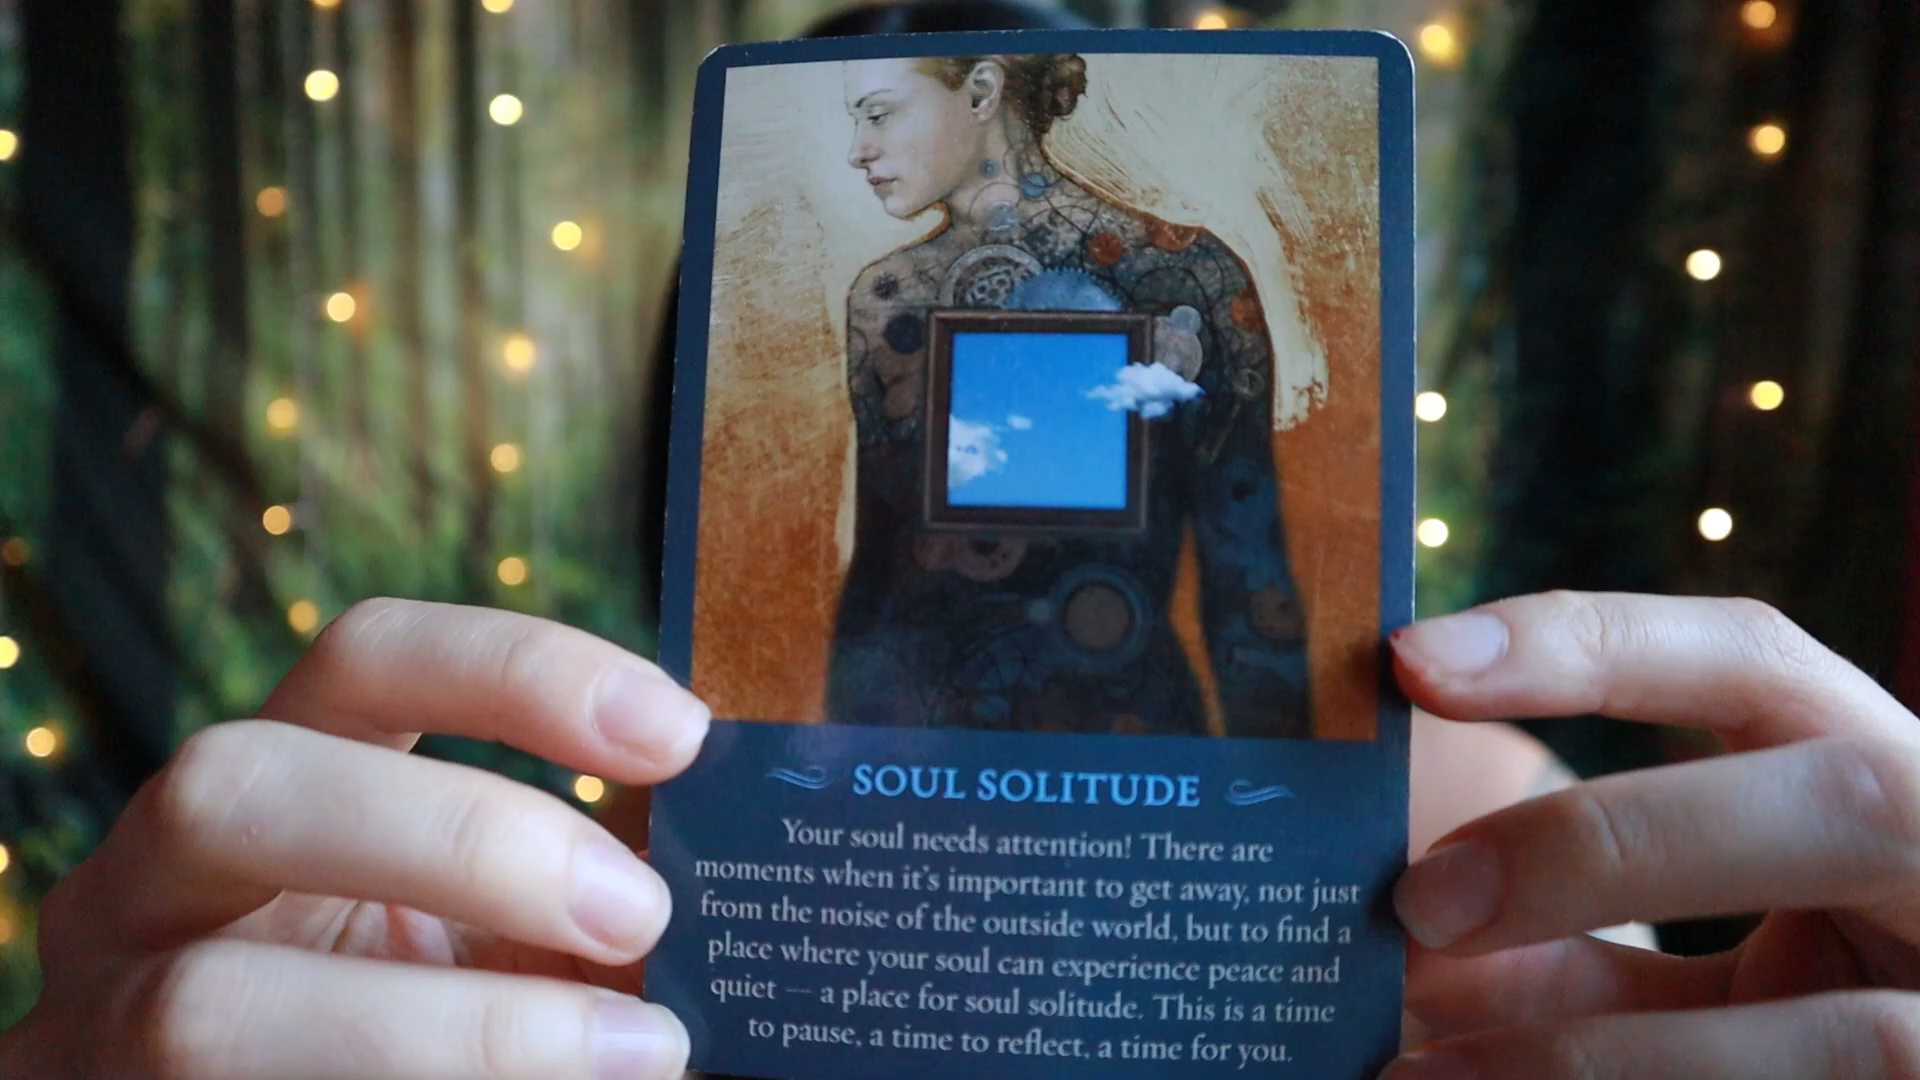 SOUL SOLITUDE
Your soul needs attention! There are
moments when it's important to get away, not just
from the noise of the outside world, but to find a
place where your soul can experience peace and
quiet — a place for soul solitude. This is a time
to pause, a time to reflect, a time for you.